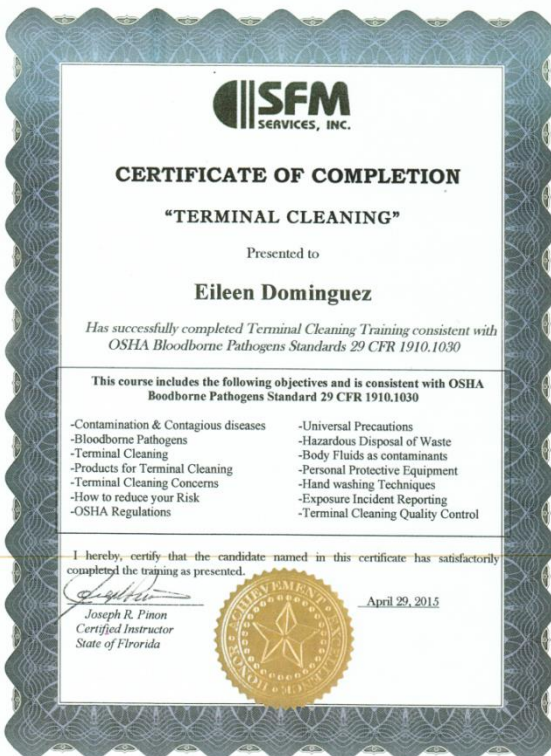 SFM
SERVICES, INC.
CERTIFICATE OF COMPLETION
“TERMINAL CLEANING”
Presented to
Eileen Dominguez
Has successfully completed Terminal Cleaning Training consistent with
OSHA Bloodborne Pathogens Standards 29 CFR 1910.1030
This course includes the following objectives and is consistent with OSHA
Boodborne Pathogens Standard 29 CFR 1910.1030
-Contamination & Contagious diseases
-Bloodborne Pathogens
-Terminal Cleaning
-Products for Terminal Cleaning
-Terminal Cleaning Concerns
-How to reduce your Risk
-OSHA Regulations
-Universal Precautions
-Hazardous Disposal of Waste
-Body Fluids as contaminants
-Personal Protective Equipment
-Hand washing Techniques
-Exposure Incident Reporting
-Terminal Cleaning Quality Control
I hereby, certify that the candidate named in this certificate has satisfactorily
completed the training as presented.
Joseph R. Pinon
Certified Instructor
State of Flrorida
April 29, 2015
HONOR ACHIEVEMENT EXCELLENCE